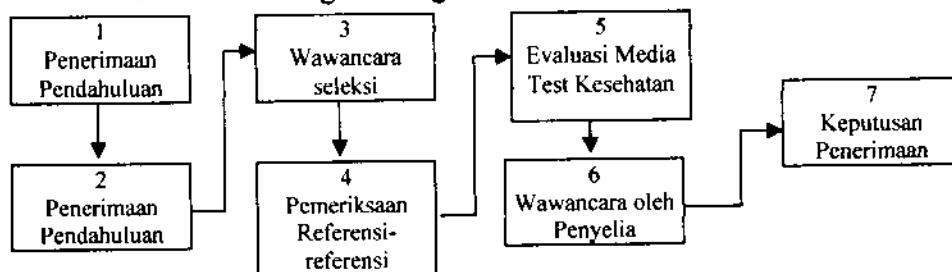 1
Penerimaan
Pendahuluan
2
Penerimaan
Pendahuluan
3
Wawancara
seleksi
4
Pemeriksaan
Referensi-
referensi
5
Evaluasi Media
Test Kesehatan
6
Wawancara oleh
Penyelia
7
Keputusan
Penerimaan